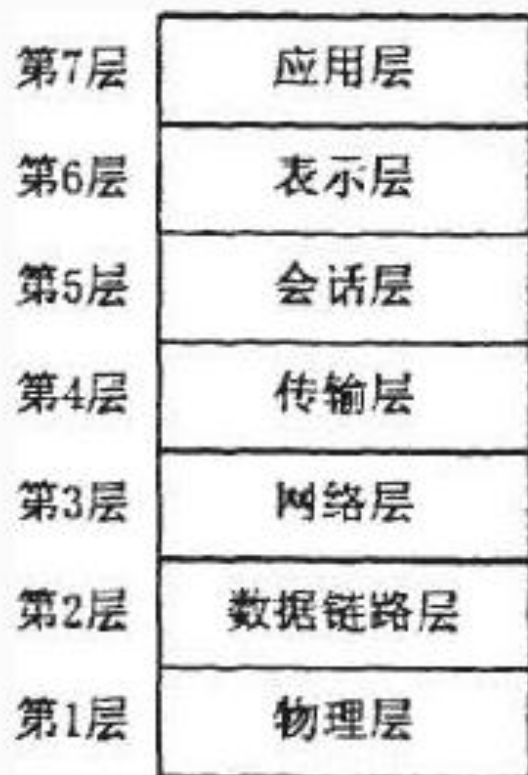 第7层 应用层
第6层 表示层
第5层 会话层
第4层 传输层
第3层 网络层
第2层 数据链路层
第1层 物理层